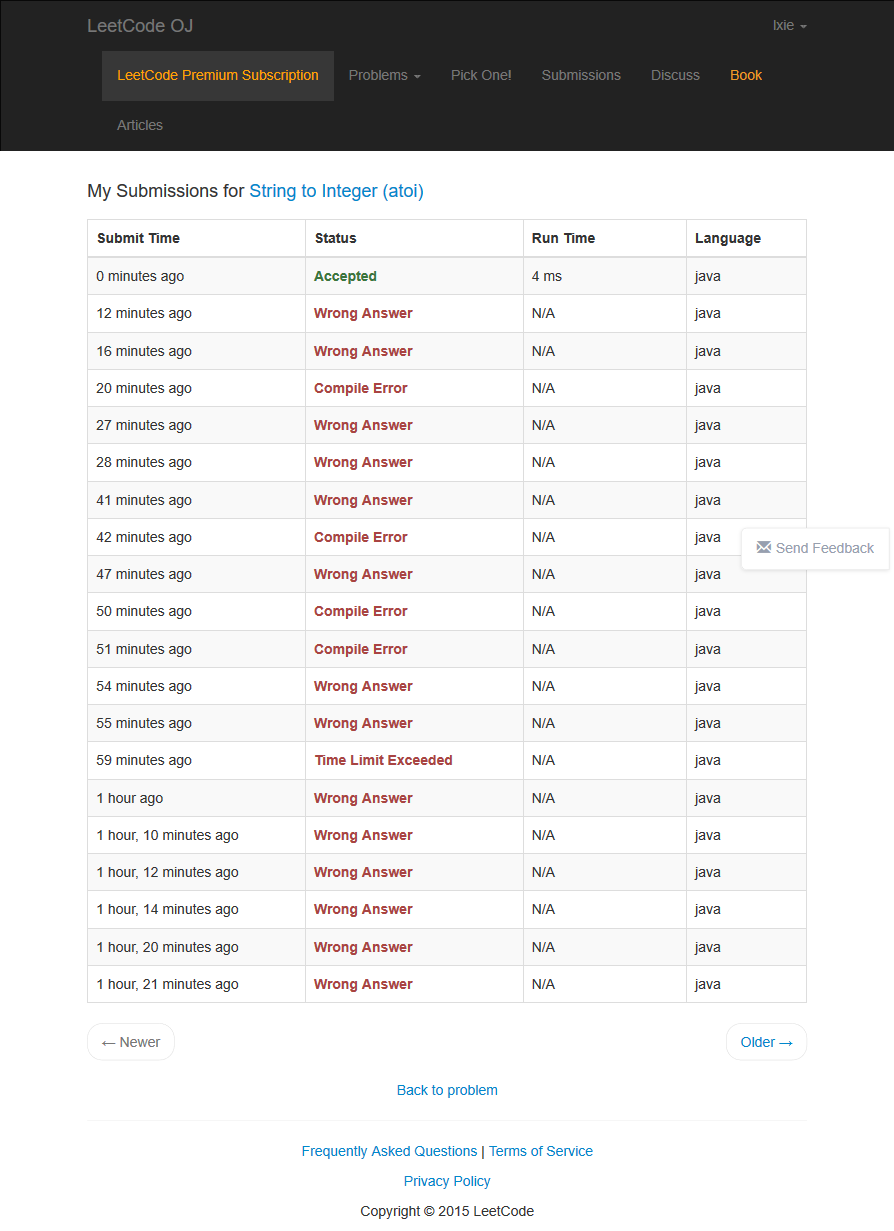 LeetCode OJ lxie
LeetCode Premium Subscription Problems Pick One! Submissions Discuss Book
Articles
My Submissions for String to Integer (atoi)
Submit Time Status Run Time Language
0 minutes ago Accepted 4 ms java
12 minutes ago Wrong Answer N/A java
16 minutes ago Wrong Answer N/A java
20 minutes ago Compile Error N/A java
27 minutes ago Wrong Answer N/A java
28 minutes ago Wrong Answer N/A java
41 minutes ago Wrong Answer N/A java
42 minutes ago Compile Error N/A java
Send Feedback
47 minutes ago Wrong Answer N/A java
50 minutes ago Compile Error N/A java
51 minutes ago Compile Error N/A java
54 minutes ago Wrong Answer N/A java
55 minutes ago Wrong Answer N/A java
59 minutes ago Time Limit Exceeded N/A java
1 hour ago Wrong Answer N/A java
1 hour, 10 minutes ago Wrong Answer N/A java
1 hour, 12 minutes ago Wrong Answer N/A java
1 hour, 14 minutes ago Wrong Answer N/A java
1 hour, 20 minutes ago Wrong Answer N/A java
1 hour, 21 minutes ago Wrong Answer N/A java
← Newer Older →
Back to problem
Frequently Asked Questions | Terms of Service
Privacy Policy
Copyright © 2015 LeetCode